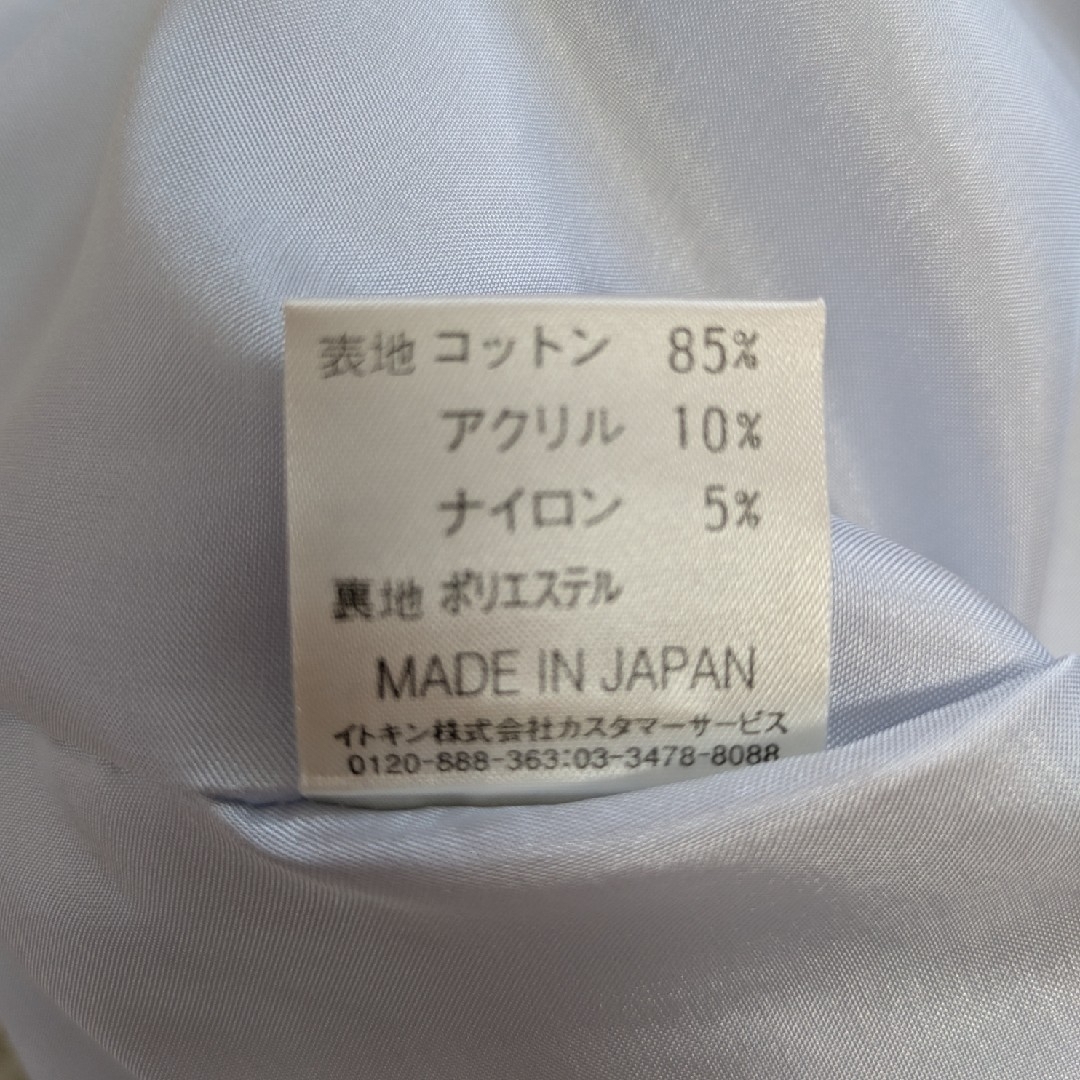 表地 コットン 85%
アクリル 10%
ナイロン 5%
裏地 ポリエステル
MADE IN JAPAN
イトキン株式会社カスタマーサービス
0120-888-363:03-3478-8088